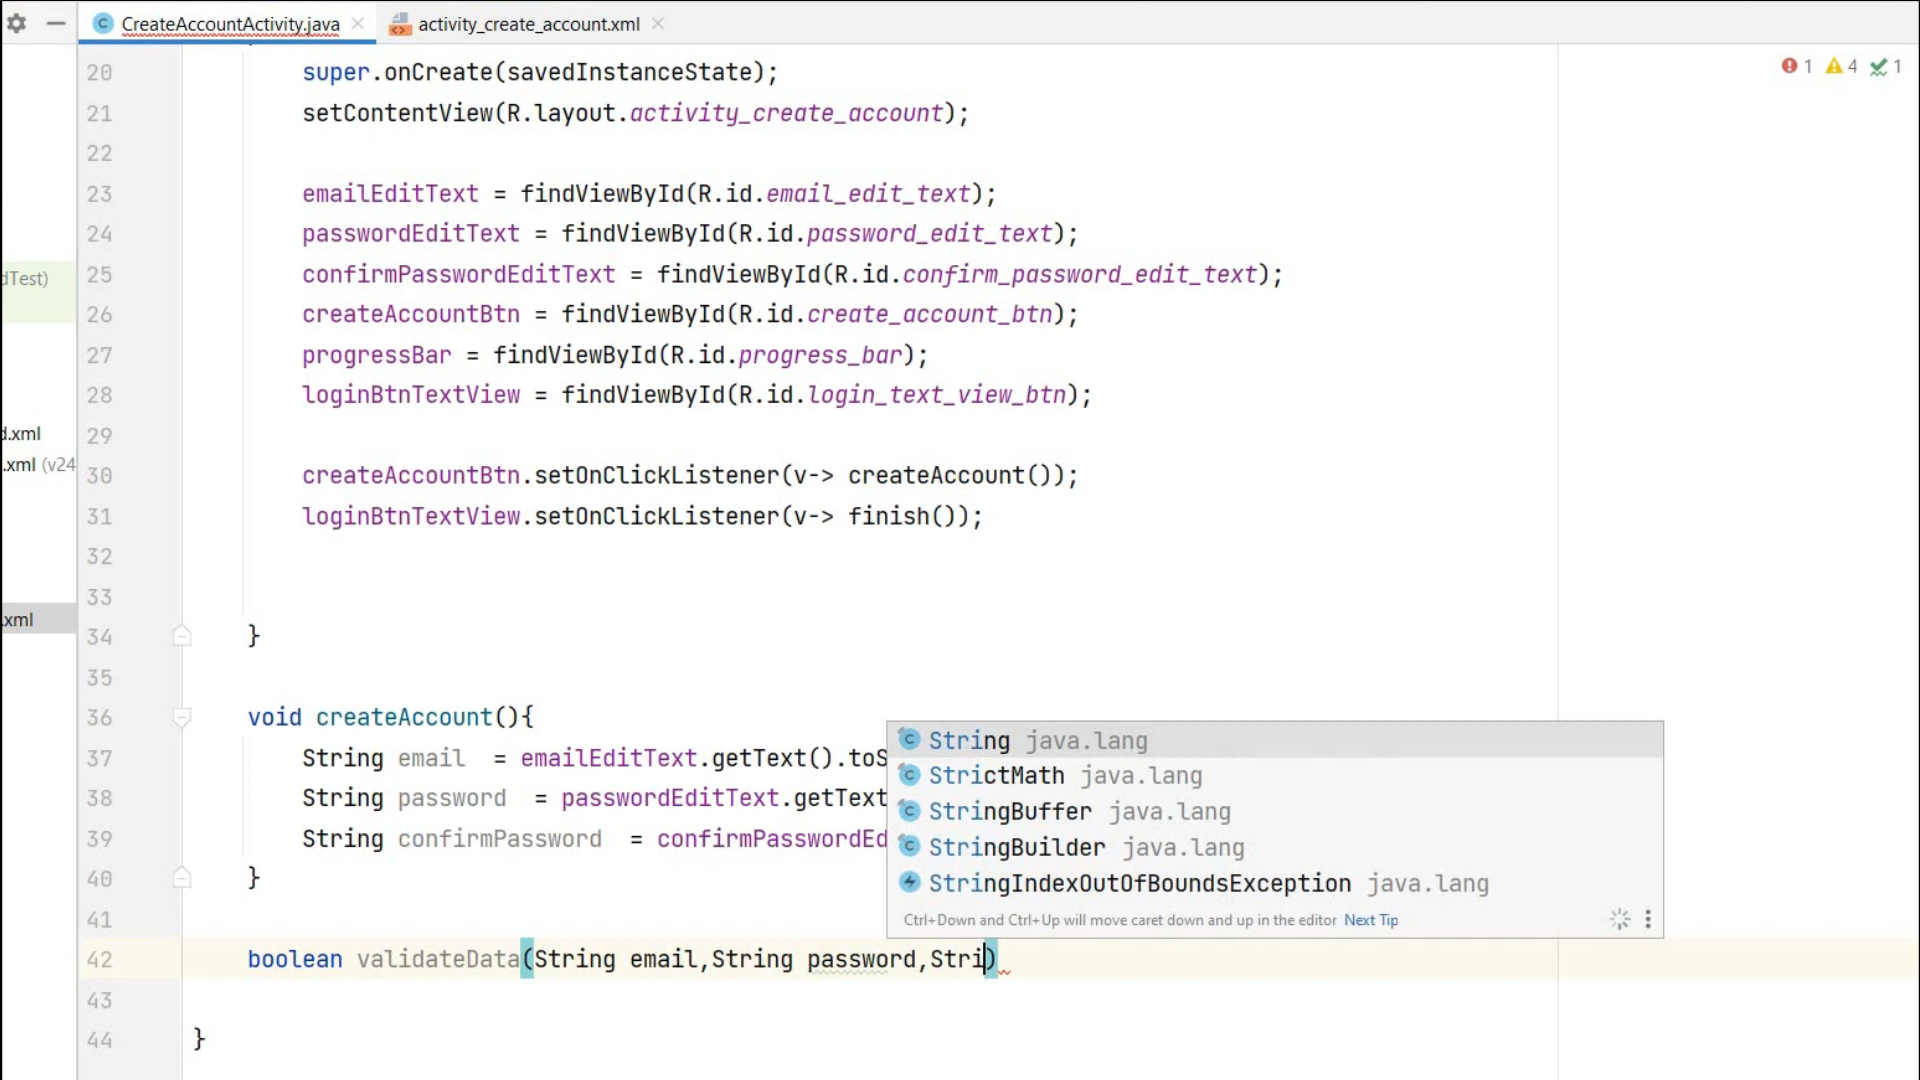 CreateAccountActivity.java activity_create_account.xml
1 4 1
20 super.onCreate(savedInstanceState);
21 setContentView(R.layout.activity_create_account);
22
23 emailEditText = findViewById(R.id.email_edit_text);
24 passwordEditText = findViewById(R.id.password_edit_text);
25 confirmPasswordEditText = findViewById(R.id.confirm_password_edit_text);
dTest)
26 createAccountBtn = findViewById(R.id.create_account_btn);
27 progressBar = findViewById(R.id.progress_bar);
28 loginBtnTextView = findViewById(R.id.login_text_view_btn);
29
d.xml
.xml (v24
30 createAccountBtn.setOnClickListener(v-> createAccount());
31 loginBtnTextView.setOnClickListener(v-> finish());
32
33
.xml
34 }
35
36 void createAccount(){
37 String email = emailEditText.getText().toS
38 String password = passwordEditText.getText
39 String confirmPassword = confirmPasswordEd
40 }
41
String java.lang
StrictMath java.lang
StringBuffer java.lang
StringBuilder java.lang
StringIndexOutOfBoundsException java.lang
Ctrl+Down and Ctrl+Up will move caret down and up in the editor Next Tip
42 boolean validateData(String email,String password,Stri)
43
44 }